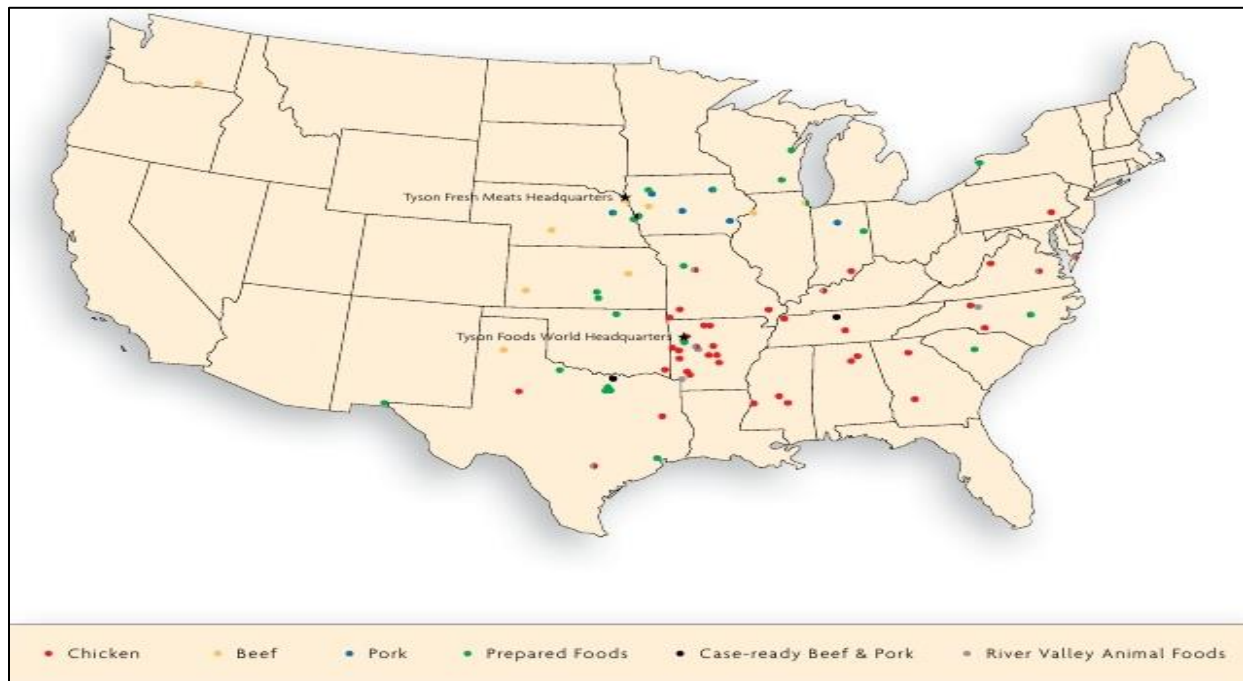 Tyson Fresh Meats Headquarters
Tyson Foods World Headquarters
Chicken
Beef
Pork
Prepared Foods
Case-ready Beef & Pork
River Valley Animal Foods